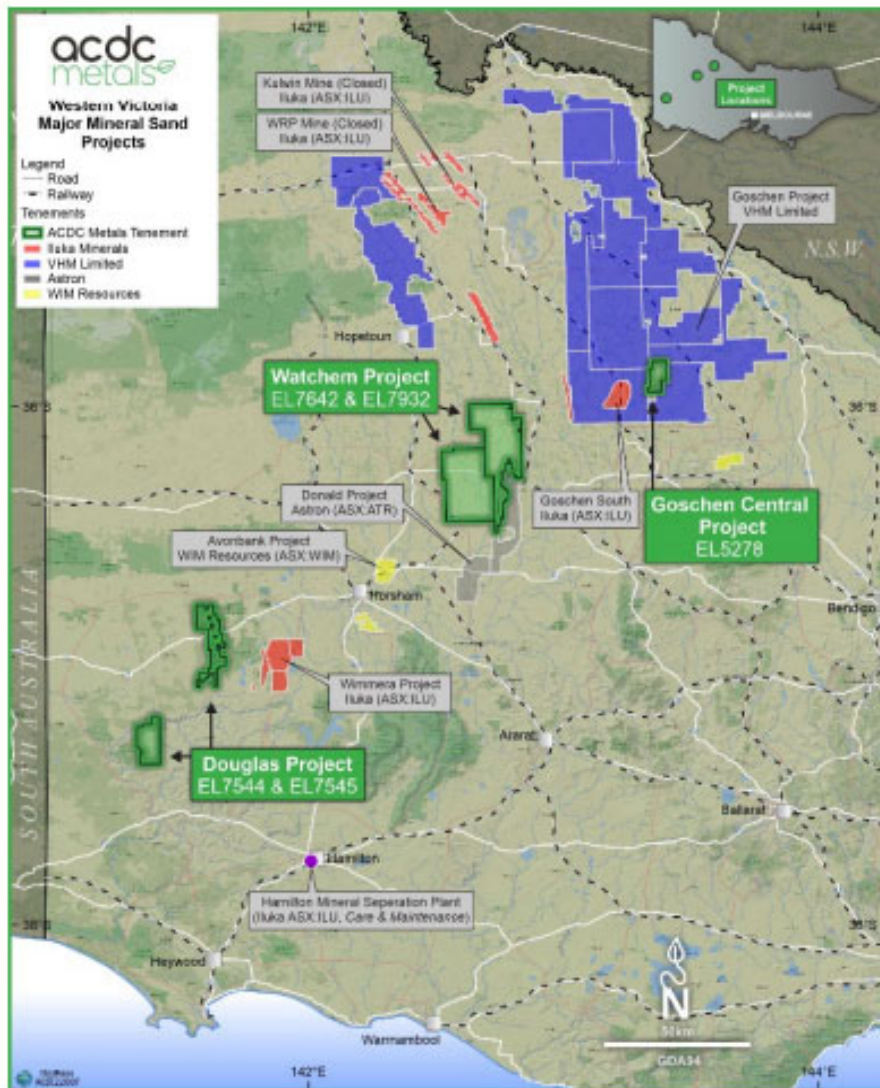 acdc
metals
Western Victoria
Major Mineral Sand
Projects
Legend
Road
Railway
Tenements
ACDC Metals Tenement
Iluka Minerals
VHM Limited
Astron
WIM Resources
142°E
144°E
Kulwin Mine (Closed)
Iluka (ASX:ILU)
WRP Mine (Closed)
Iluka (ASX:ILU)
Project
Locations
MELBOURNE
Goschen Project
VHM Limited
N.S.W.
Hopetoun
Watchem Project
EL7642 & EL7932
36°S
36°S
Donald Project
Astron (ASX:ATR)
Goschen South
Iluka (ASX:ILU)
Goschen Central
Project
EL5278
Avonbank Project
WIM Resources (ASX:WIM)
Horsham
Bendigo
Wimmera Project
Iluka (ASX:ILU)
SOUTH AUSTRALIA
Ararat
Douglas Project
EL7544 & EL7545
Ballarat
Hamilton
Hamilton Mineral Seperation Plant
(Iluka ASX:ILU, Care & Maintenance)
38°S
38°S
Heywood
N
50km
GDA94
Warrnambool
142°E
144°E